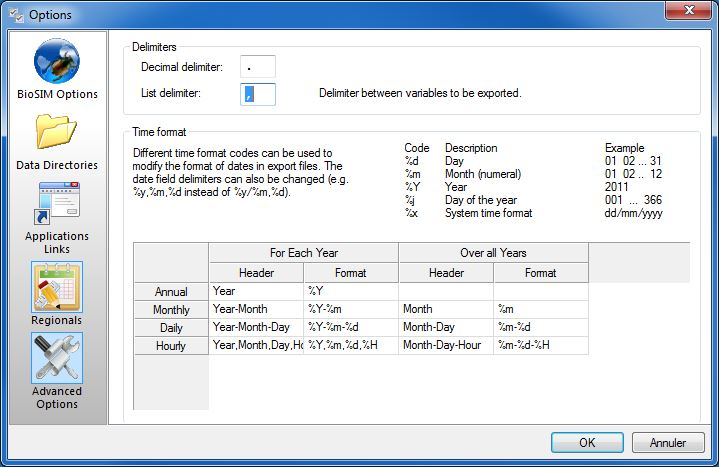 Options
BioSIM Options
Data Directories
Applications
Links
Regionals
Advanced
Options
Delimiters
Decimal delimiter: .
List delimiter: , Delimiter between variables to be exported.
Time format
Different time format codes can be used to
modify the format of dates in export files. The
date field delimiters can also be changed (e.g.
%y,%m,%d instead of %y/%m,%d).
Code Description Example
%d Day 01 02 ... 31
%m Month (numeral) 01 02 .. 12
%Y Year 2011
%j Day of the year 001 ... 366
%x System time format dd/mm/yyyy
For Each Year Over all Years
Header Format Header Format
Annual Year %Y
Monthly Year-Month %Y-%m Month %m
Daily Year-Month-Day %Y-%m-%d Month-Day %m-%d
Hourly Year,Month,Day,Ho %Y,%m,%d,%H Month-Day-Hour %m-%d-%H
OK Annuler